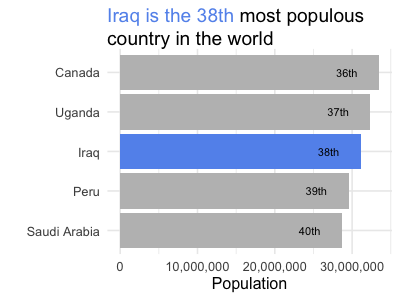 Iraq is the 38th most populous
country in the world
Canada
36th
Uganda
37th
Iraq
38th
Peru
39th
Saudi Arabia
40th
0
10,000,000
20,000,000
30,000,000
Population